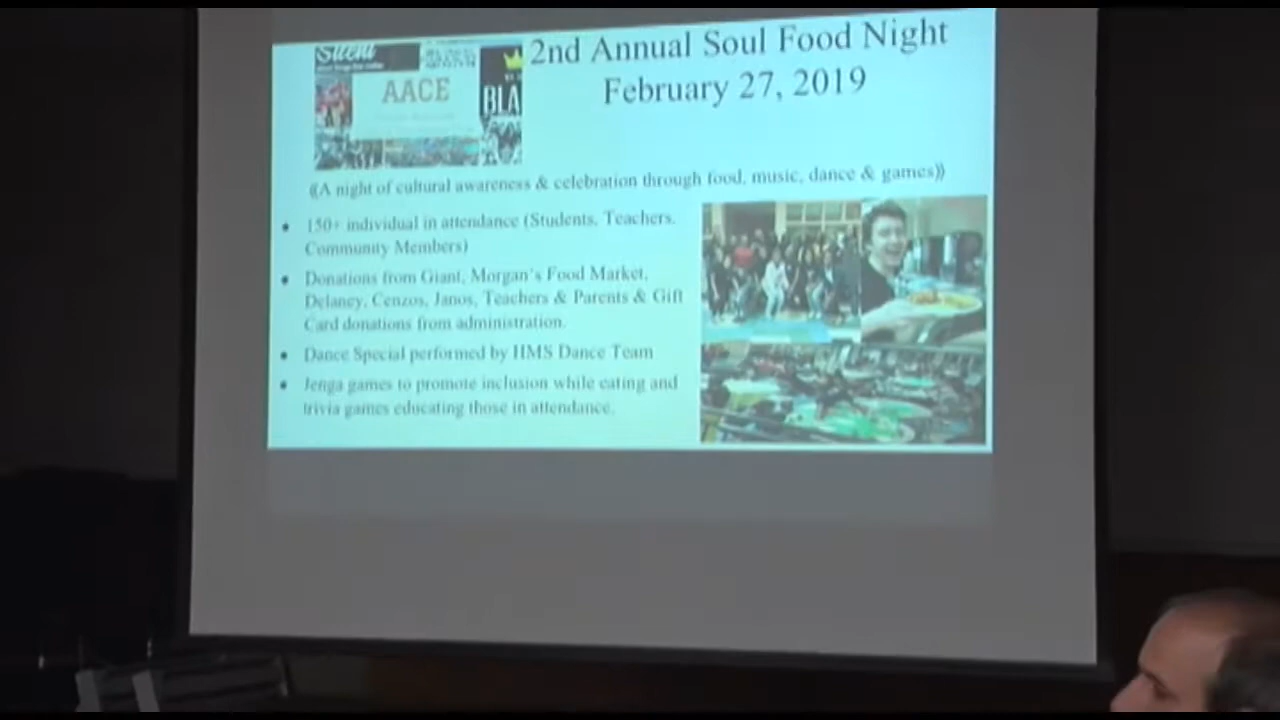 2nd Annual Soul Food Night
February 27, 2019
Silent
AACE
BLA
((A night of cultural awareness & celebration through food, music, dance & games))
• 150+ individual in attendance (Students, Teachers,
Community Members)
• Donations from Giant, Morgan's Food Market,
Delaney, Cenzos, Janos, Teachers & Parents & Gift
Card donations from administration.
• Dance Special performed by HMS Dance Team
• Jenga games to promote inclusion while eating and
trivia games educating those in attendance.